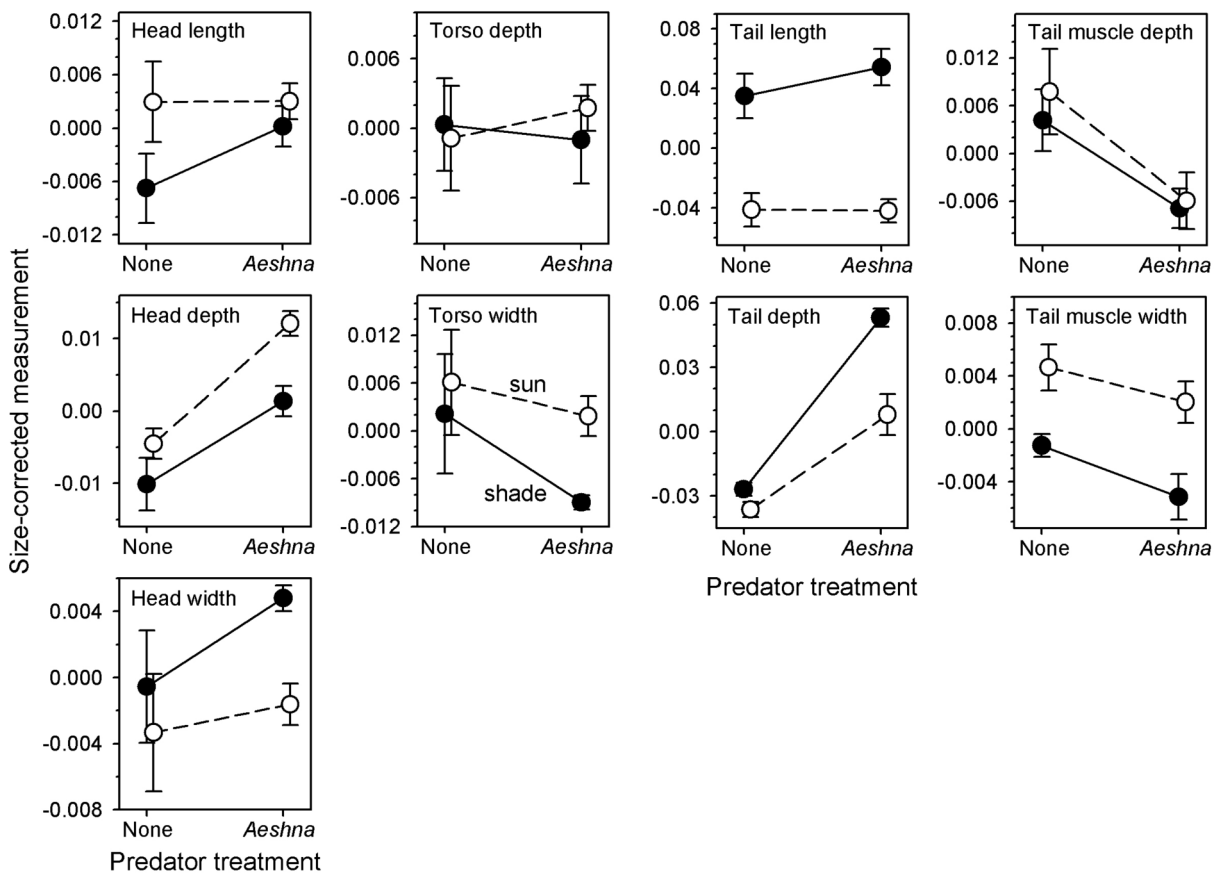 Size-corrected measurement
Head length
0.012
0.006
0.000
-0.006
-0.012
None
Aeshna
Torso depth
0.006
0.000
-0.006
None
Aeshna
Tail length
0.08
0.04
0.00
-0.04
None
Aeshna
Tail muscle depth
0.012
0.006
0.000
-0.006
None
Aeshna
Head depth
0.01
0.00
-0.01
None
Aeshna
Torso width
0.012
0.006
0.000
-0.006
-0.012
sun
shade
None
Aeshna
Tail depth
0.06
0.03
0.00
-0.03
None
Aeshna
Tail muscle width
0.008
0.004
0.000
-0.004
None
Aeshna
Predator treatment
Head width
0.004
0.000
-0.004
-0.008
None
Aeshna
Predator treatment